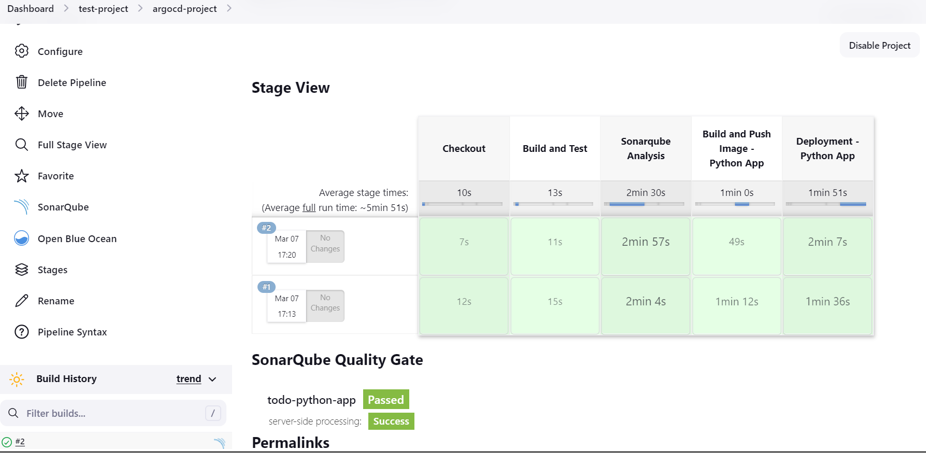 Dashboard > test-project > argocd-project >
Configure
Disable Project
Delete Pipeline
Move
Full Stage View
Favorite
SonarQube
Open Blue Ocean
Stages
Rename
Pipeline Syntax
Build History trend
Filter builds... /
#2
Stage View
Checkout
Build and Test
Sonarqube
Analysis
Build and Push
Image -
Python App
Deployment -
Python App
Average stage times:
(Average full run time: ~5min 51s)
10s 13s 2min 30s 1min 0s 1min 51s
#2
Mar 07
17:20
No
Changes
7s 11s 2min 57s 49s 2min 7s
#1
Mar 07
17:13
No
Changes
12s 15s 2min 4s 1min 12s 1min 36s
SonarQube Quality Gate
todo-python-app Passed
server-side processing: Success
Permalinks